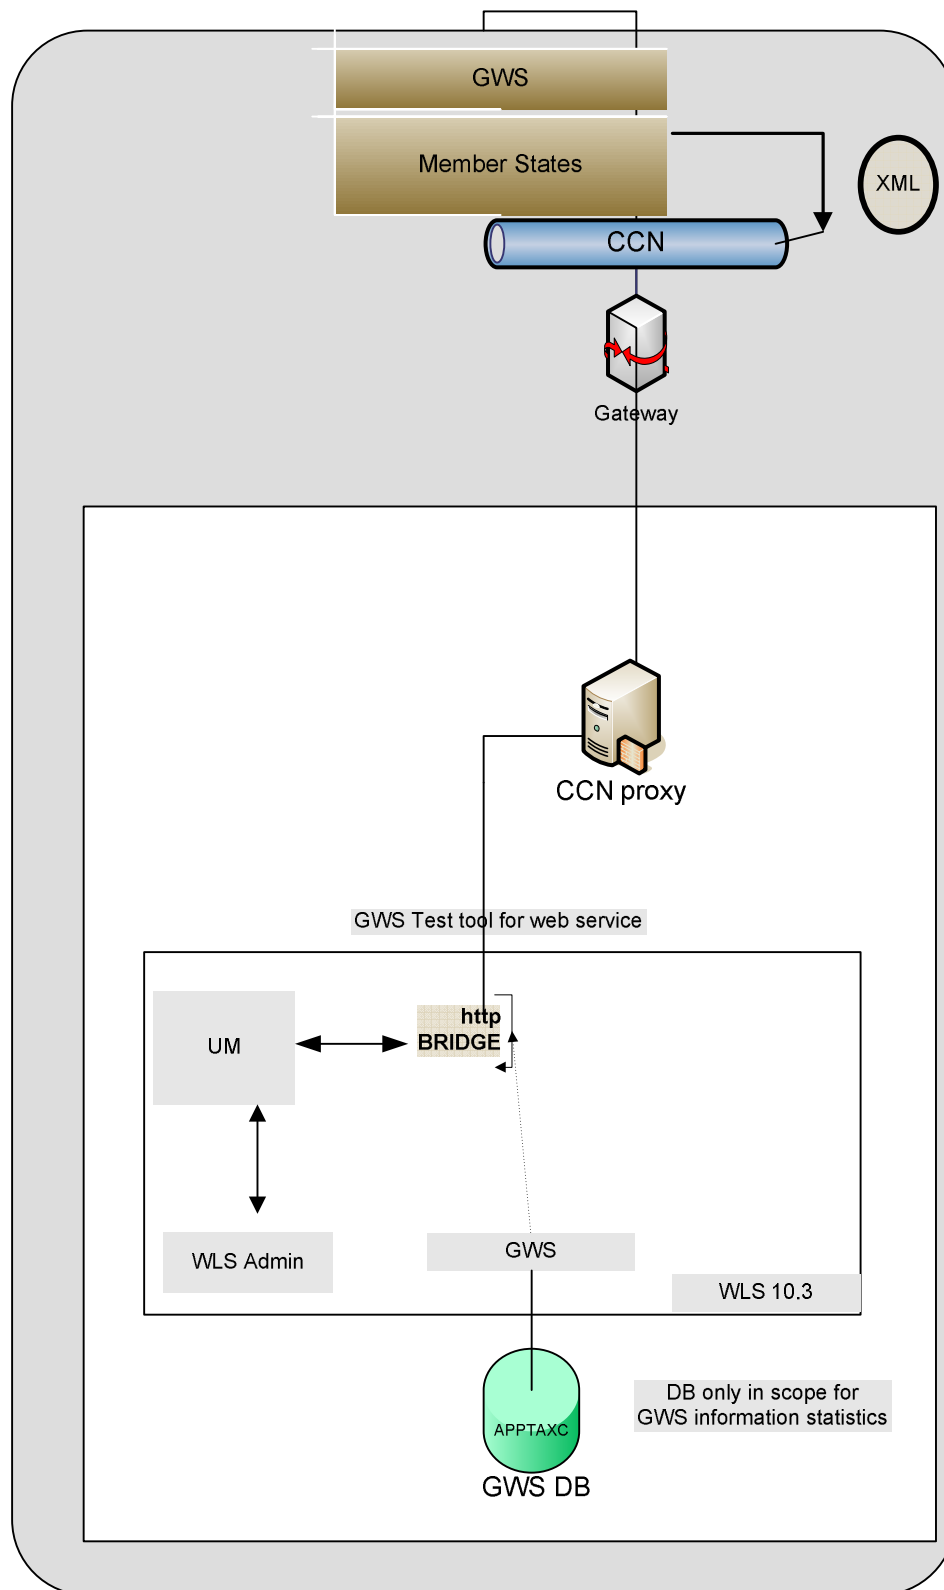 GWS
Member States
XML
CCN
Gateway
CCN proxy
GWS Test tool for web service
http
BRIDGE
UM
WLS Admin
GWS
WLS 10.3
DB only in scope for
GWS information statistics
APPTAXC
GWS DB